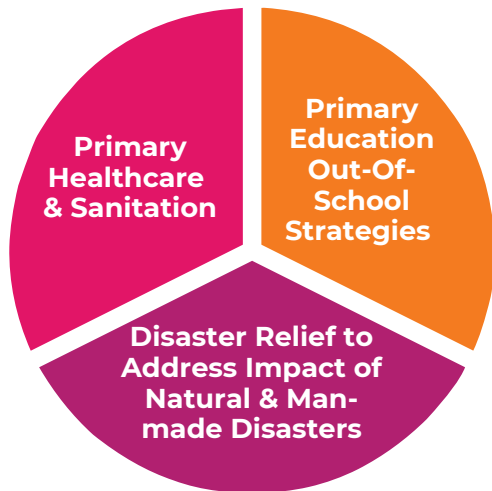 Primary
Healthcare
& Sanitation
Primary
Education
Out-Of-
School
Strategies
Disaster Relief to
Address Impact of
Natural & Man-
made Disasters